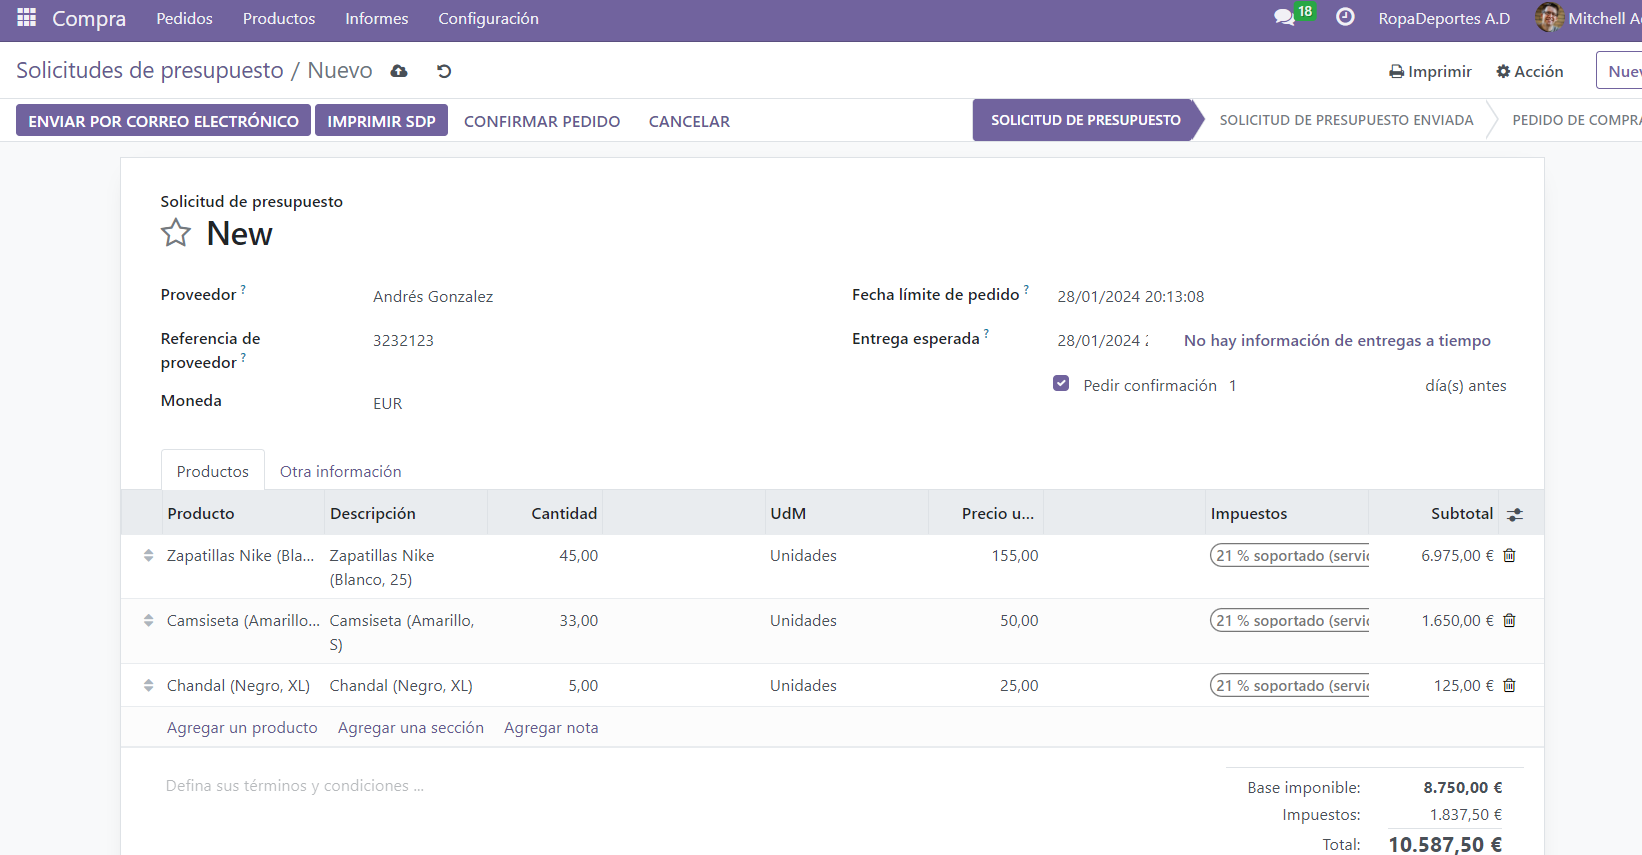 Compra Pedidos Productos Informes Configuración 18 RopaDeportes A.D Mitchell
Solicitudes de presupuesto / Nuevo Imprimir Acción
ENVIAR POR CORREO ELECTRÓNICO IMPRIMIR SDP CONFIRMAR PEDIDO CANCELAR SOLICITUD DE PRESUPUESTO SOLICITUD DE PRESUPUESTO ENVIADA PEDIDO DE COMPRA
Solicitud de presupuesto
New
Proveedor ? Andrés Gonzalez Fecha límite de pedido ? 28/01/2024 20:13:08
Referencia de proveedor ? 3232123 Entrega esperada ? 28/01/2024 No hay información de entregas a tiempo
Pedir confirmación 1 día(s) antes
Moneda EUR
Productos Otra información
Producto Descripción Cantidad UdM Precio u... Impuestos Subtotal
Zapatillas Nike (Bla... Zapatillas Nike 45,00 Unidades 155,00 21 % soportado (servic 6.975,00 €
(Blanco, 25)
Camsiseta (Amarillo... Camsiseta (Amarillo, 33,00 Unidades 50,00 21 % soportado (servic 1.650,00 €
S)
Chandal (Negro, XL) Chandal (Negro, XL) 5,00 Unidades 25,00 21 % soportado (servic 125,00 €
Agregar un producto Agregar una sección Agregar nota
Defina sus términos y condiciones ... Base imponible: 8.750,00 €
Impuestos: 1.837,50 €
Total: 10.587,50 €